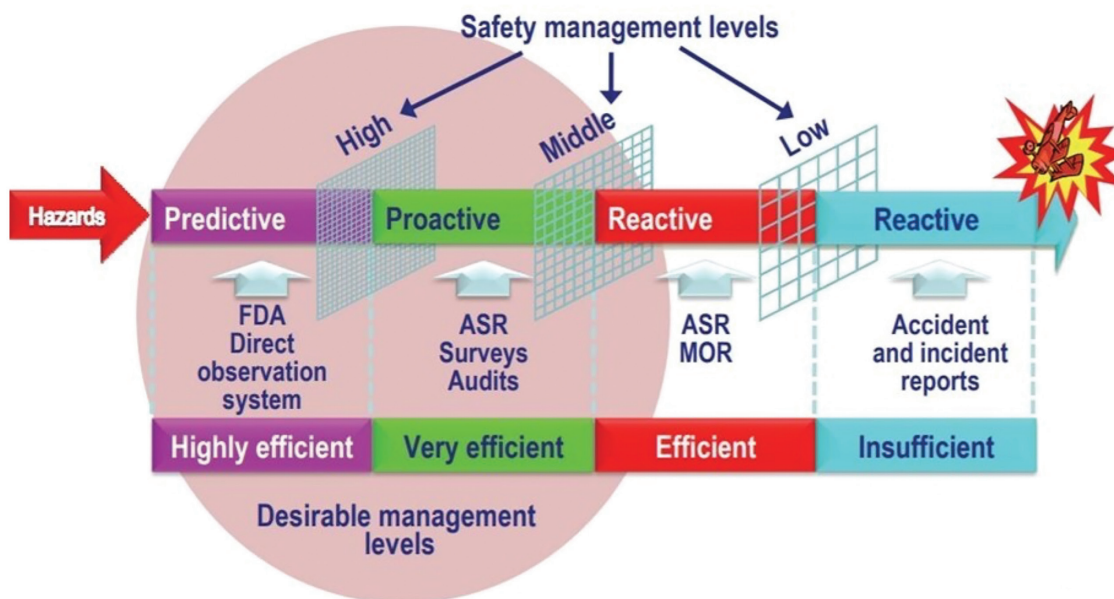 Safety management levels
High
Middle
Low
Hazards
Predictive
Proactive
Reactive
Reactive
FDA
Direct
observation
system
ASR
Surveys
Audits
ASR
MOR
Accident
and incident
reports
Highly efficient
Very efficient
Efficient
Insufficient
Desirable management
levels